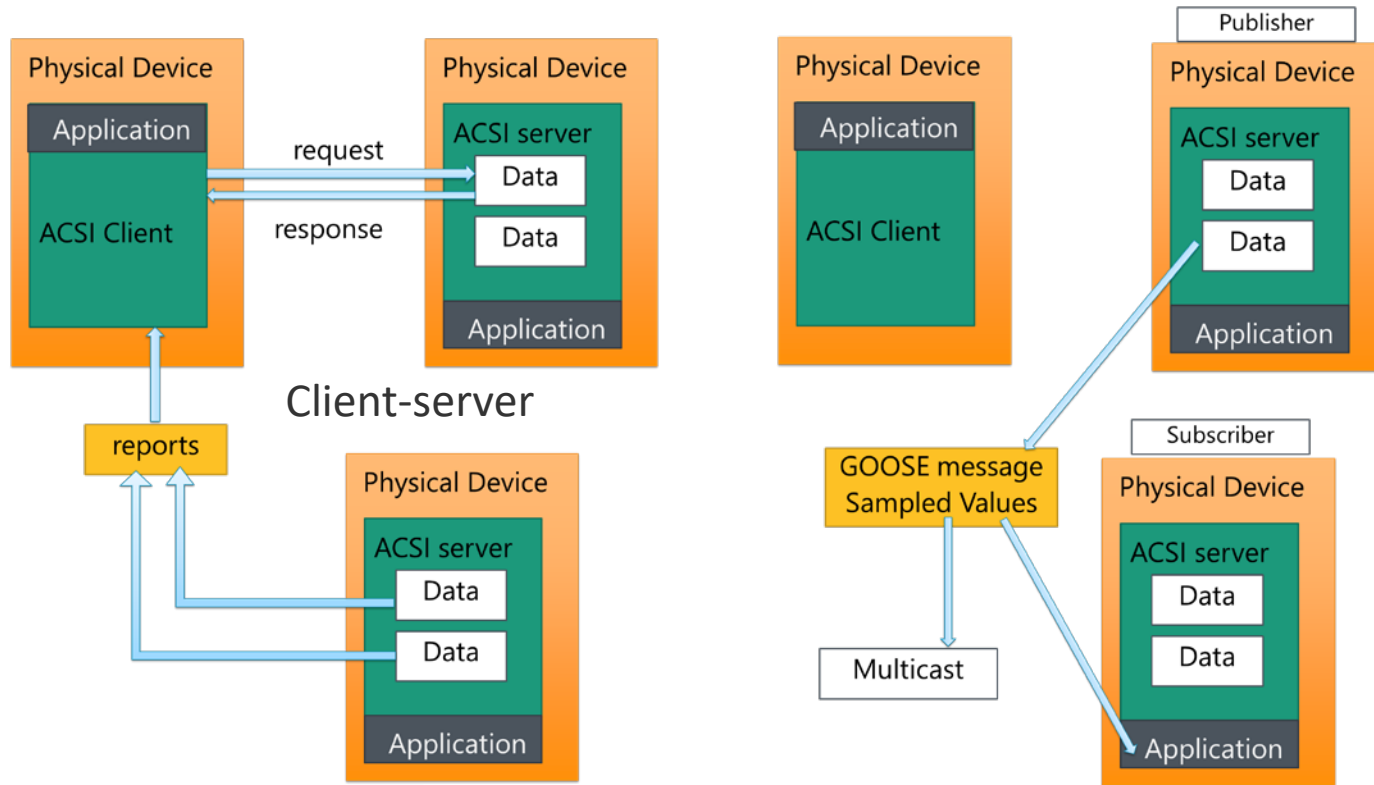 Physical Device
Application
ACSI Client
request
response
Physical Device
ACSI server
Data
Data
Application
reports
Client-server
Physical Device
ACSI server
Data
Data
Application
Physical Device
Application
ACSI Client
Publisher
Physical Device
ACSI server
Data
Data
Application
GOOSE message
Sampled Values
Multicast
Subscriber
Physical Device
ACSI server
Data
Data
Application